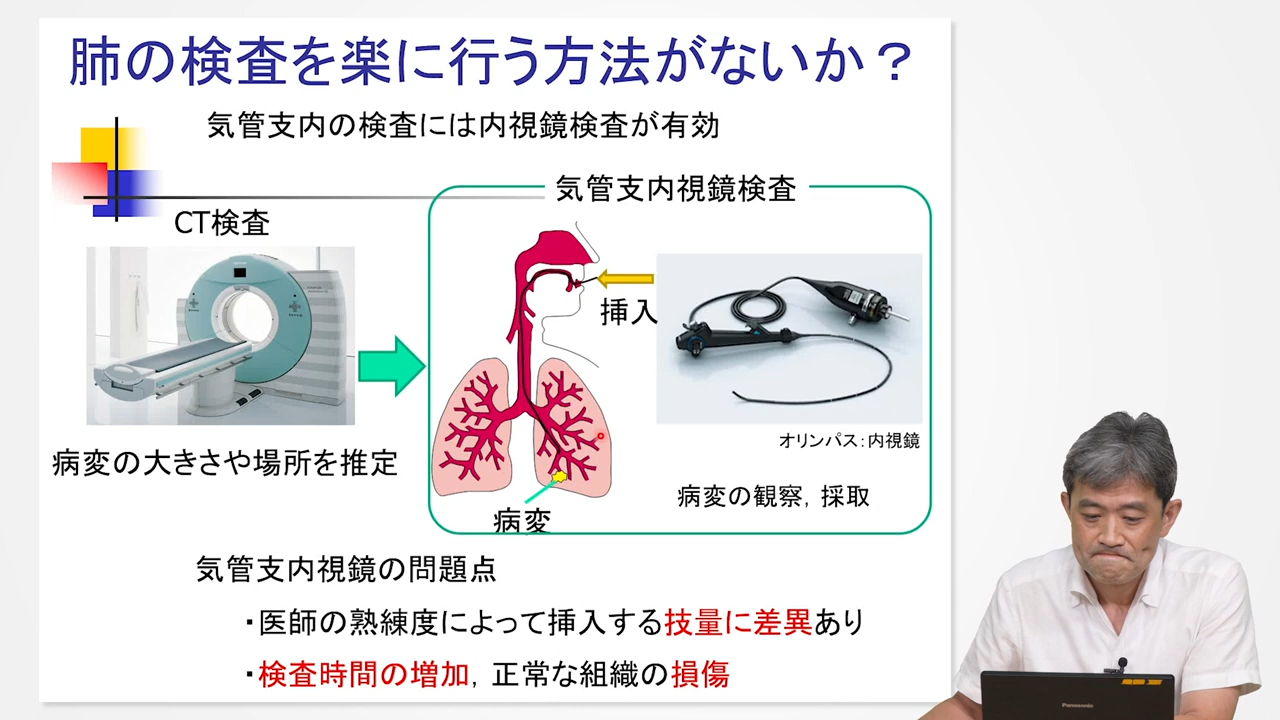 肺の検査を楽に行う方法がないか？
気管支内の検査には内視鏡検査が有効
気管支内視鏡検査
CT検査
挿入
オリンパス：内視鏡
病変の大きさや場所を推定
病変の観察，採取
病変
気管支内視鏡の問題点
・医師の熟練度によって挿入する技量に差異あり
・検査時間の増加，正常な組織の損傷
Panasonic